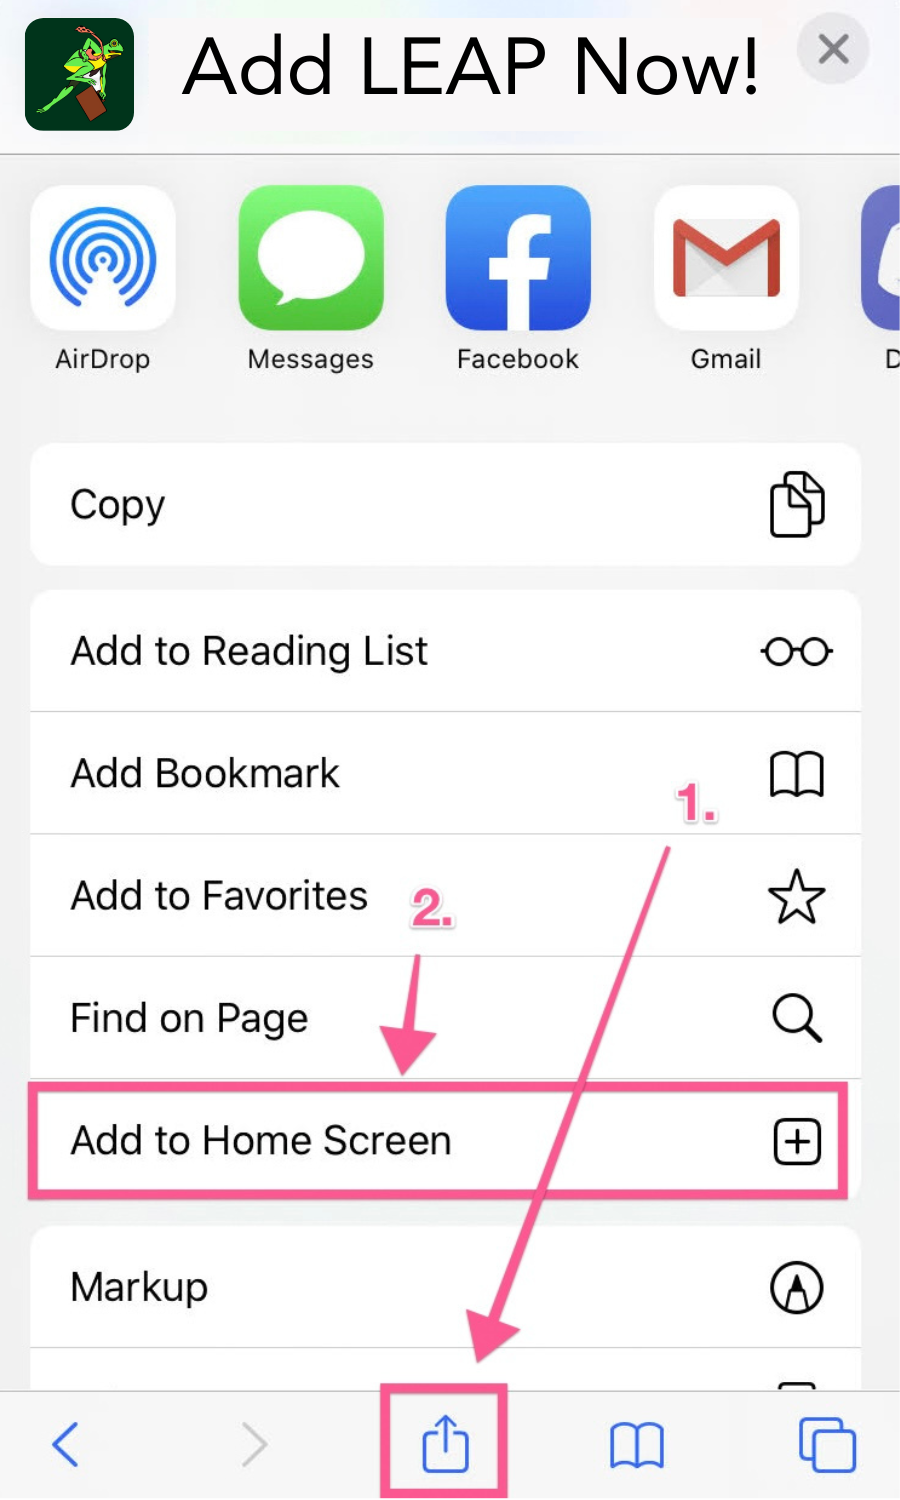 Add LEAP Now!
AirDrop
Messages
Facebook
Gmail
D
Copy
Add to Reading List
Add Bookmark
1.
Add to Favorites
2.
Find on Page
Add to Home Screen
Markup